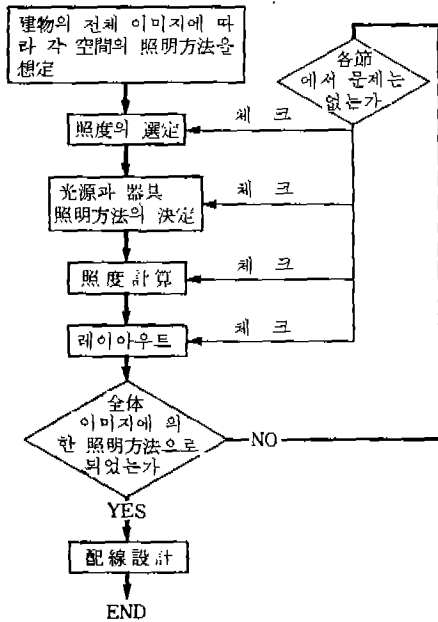 建物의 전체 이미지에 따
라 각 空間의 照明方法을
想定
各節
에서 문제는
없는가
照度의 選定
체 크
光源과 器具
照明方法의 決定
체 크
照度計算
체 크
레이아우트
체 크
全体
이미지에 의
한 照明方法으로
되었는가
NO
YES
配線設計
END